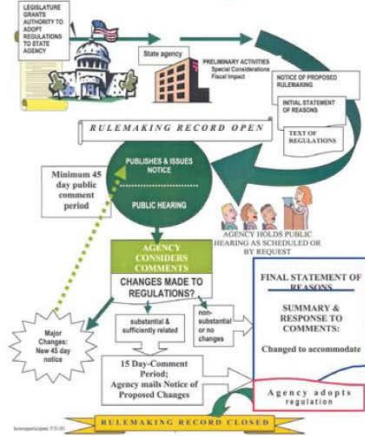 LEGISLATURE
GRANTS
AUTHORITY TO
ADOPT
REGULATIONS
TO STATE
AGENCY
State agency
PRELIMINARY ACTIVITIES
Special Considerations
Fiscal Impact
NOTICE OF PROPOSED
RULEMAKING
INITIAL STATEMENT
OF REASONS
TEXT OF
REGULATIONS
RULEMAKING RECORD OPEN
PUBLISHES & ISSUES
NOTICE
PUBLIC HEARING
Minimum 45
day public
comment
period
AGENCY HOLDS PUBLIC
HEARING AS SCHEDULED OR
BY REQUEST
AGENCY
CONSIDERS
COMMENTS
CHANGES MADE TO
REGULATIONS?
Major
Changes:
New 45 day
notice
substantial &
sufficiently related
non-
substantial
or no
changes
15 Day-Comment
Period;
Agency mails Notice of
Proposed Changes
FINAL STATEMENT OF
REASONS
SUMMARY &
RESPONSE TO
COMMENTS:
Changed to accommodate
Agency adopts
regulation
RULEMAKING RECORD CLOSED